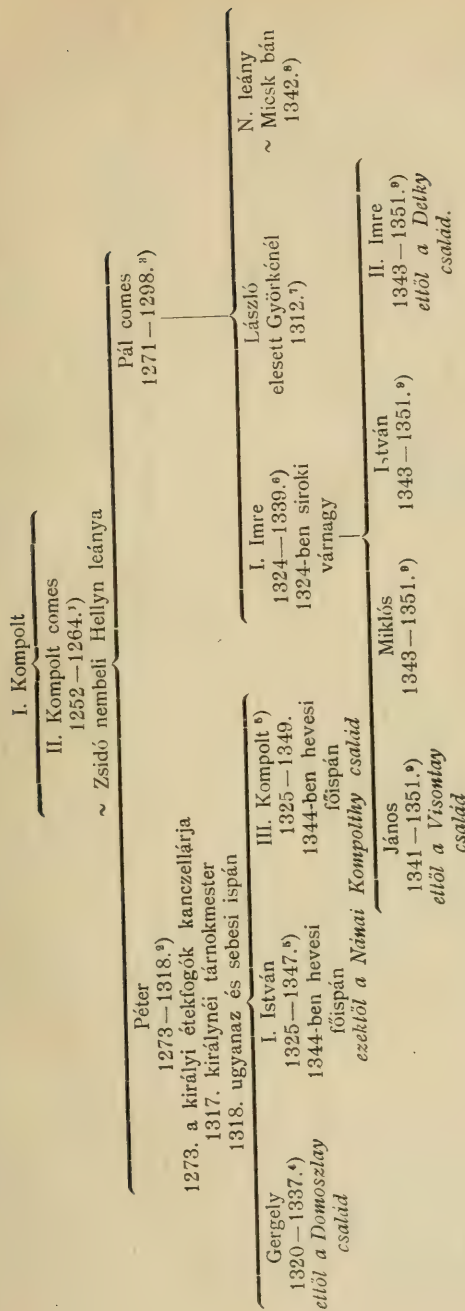 I. Kompolt
II. Kompolt comes
1252—1264.¹)
~ Zsidó nembeli Hellyn leánya
Péter
1273—1318.²)
1273. a királyi étekfogók kanczellárja
1317. királynéi tárnokmester
1318. ugyanaz és sebesi ispán
Pál comes
1271—1298.³)
Gergely
1320—1337.⁴)
ettől a Domoszlay
család
I. István
1325—1347.⁵)
1344-ben hevesi
főispán
III. Kompolt ⁵)
1325—1349.
1344-ben hevesi
főispán
ezektől a Nánai Kompolthy család
I. Imre
1324—1339.⁶)
1324-ben siroki
várnagy
László
elesett Györkénél
1312.⁷)
N. leány
~ Micsk bán
1342.⁸)
János
1341—1351.⁹)
ettől a Visontay
család
Miklós
1343—1351.⁹)
István
1343—1351.⁹)
II. Imre
1343—1351.⁹)
ettől a Delky
család.